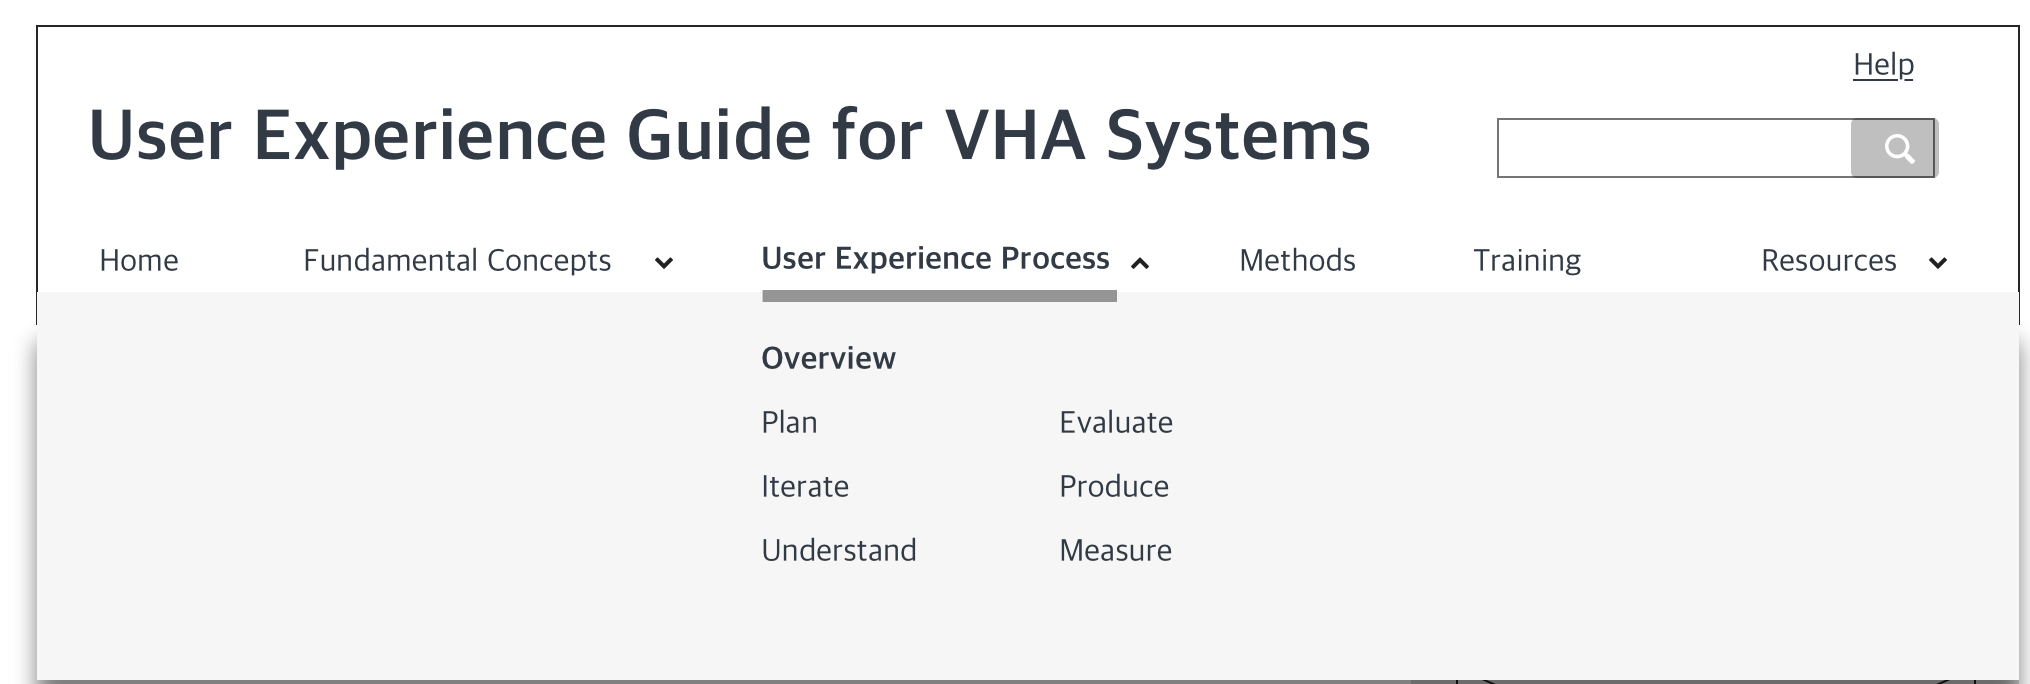 Help
User Experience Guide for VHA Systems
Home Fundamental Concepts User Experience Process Methods Training Resources
Overview
Plan Evaluate
Iterate Produce
Understand Measure